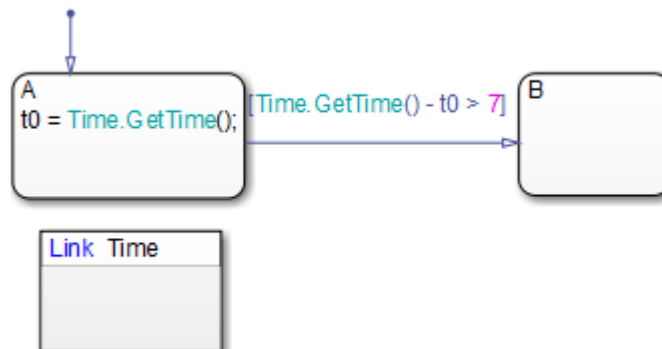 A
t0 = Time.GetTime();
[Time.GetTime() - t0 > 7]
B
Link Time